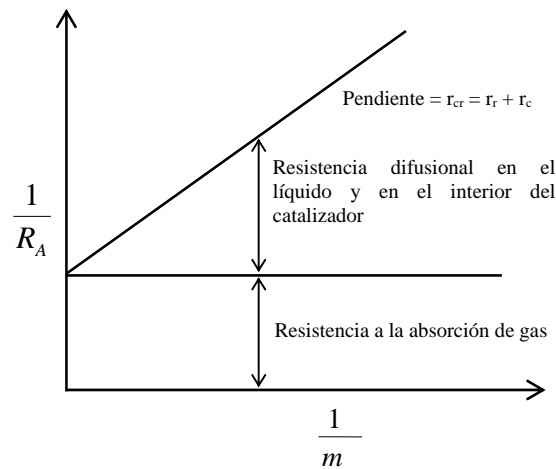 Pendiente = r_cr = r_r + r_c
Resistencia difusional en el
líquido y en el interior del
catalizador
1
R_A
Resistencia a la absorción de gas
1
m